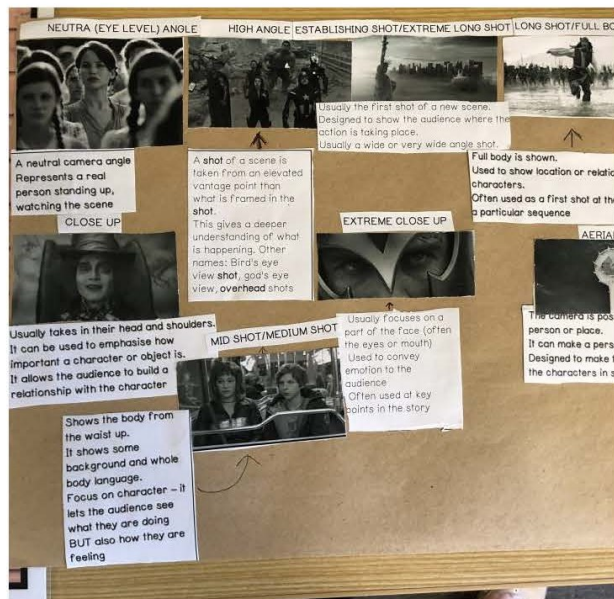 NEUTRA (EYE LEVEL) ANGLE
A neutral camera angle
Represents a real
person standing up,
watching the scene
HIGH ANGLE
A shot of a scene is
taken from an elevated
vantage point than
what is framed in the
shot.
This gives a deeper
understanding of what
is happening. Other
names: Bird's eye
view shot, god's eye
view, overhead shots
ESTABLISHING SHOT/EXTREME LONG SHOT
Usually the first shot of a new scene.
Designed to show the audience where the
action is taking place.
Usually a wide or very wide angle shot.
LONG SHOT/FULL BO
Full body is shown.
Used to show location or relatio
characters.
Often used as a first shot at the
a particular sequence
CLOSE UP
Usually takes in their head and shoulders.
It can be used to emphasise how
important a character or object is.
It allows the audience to build a
relationship with the character
MID SHOT/MEDIUM SHOT
Shows the body from
the waist up.
It shows some
background and whole
body language.
Focus on character – it
lets the audience see
what they are doing
BUT also how they are
feeling
EXTREME CLOSE UP
Usually focuses on a
part of the face (often
the eyes or mouth)
Used to convey
emotion to the
audience
Often used at key
points in the story
AERIAL
The camera is pos
person or place.
It can make a pers
Designed to make t
the characters in s